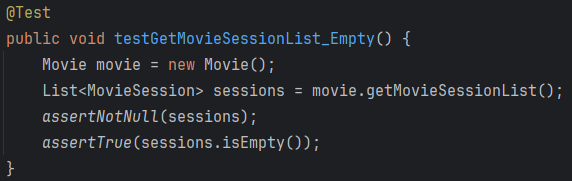 @Test
public void testGetMovieSessionList_Empty() {
    Movie movie = new Movie();
    List<MovieSession> sessions = movie.getMovieSessionList();
    assertNotNull(sessions);
    assertTrue(sessions.isEmpty());
}